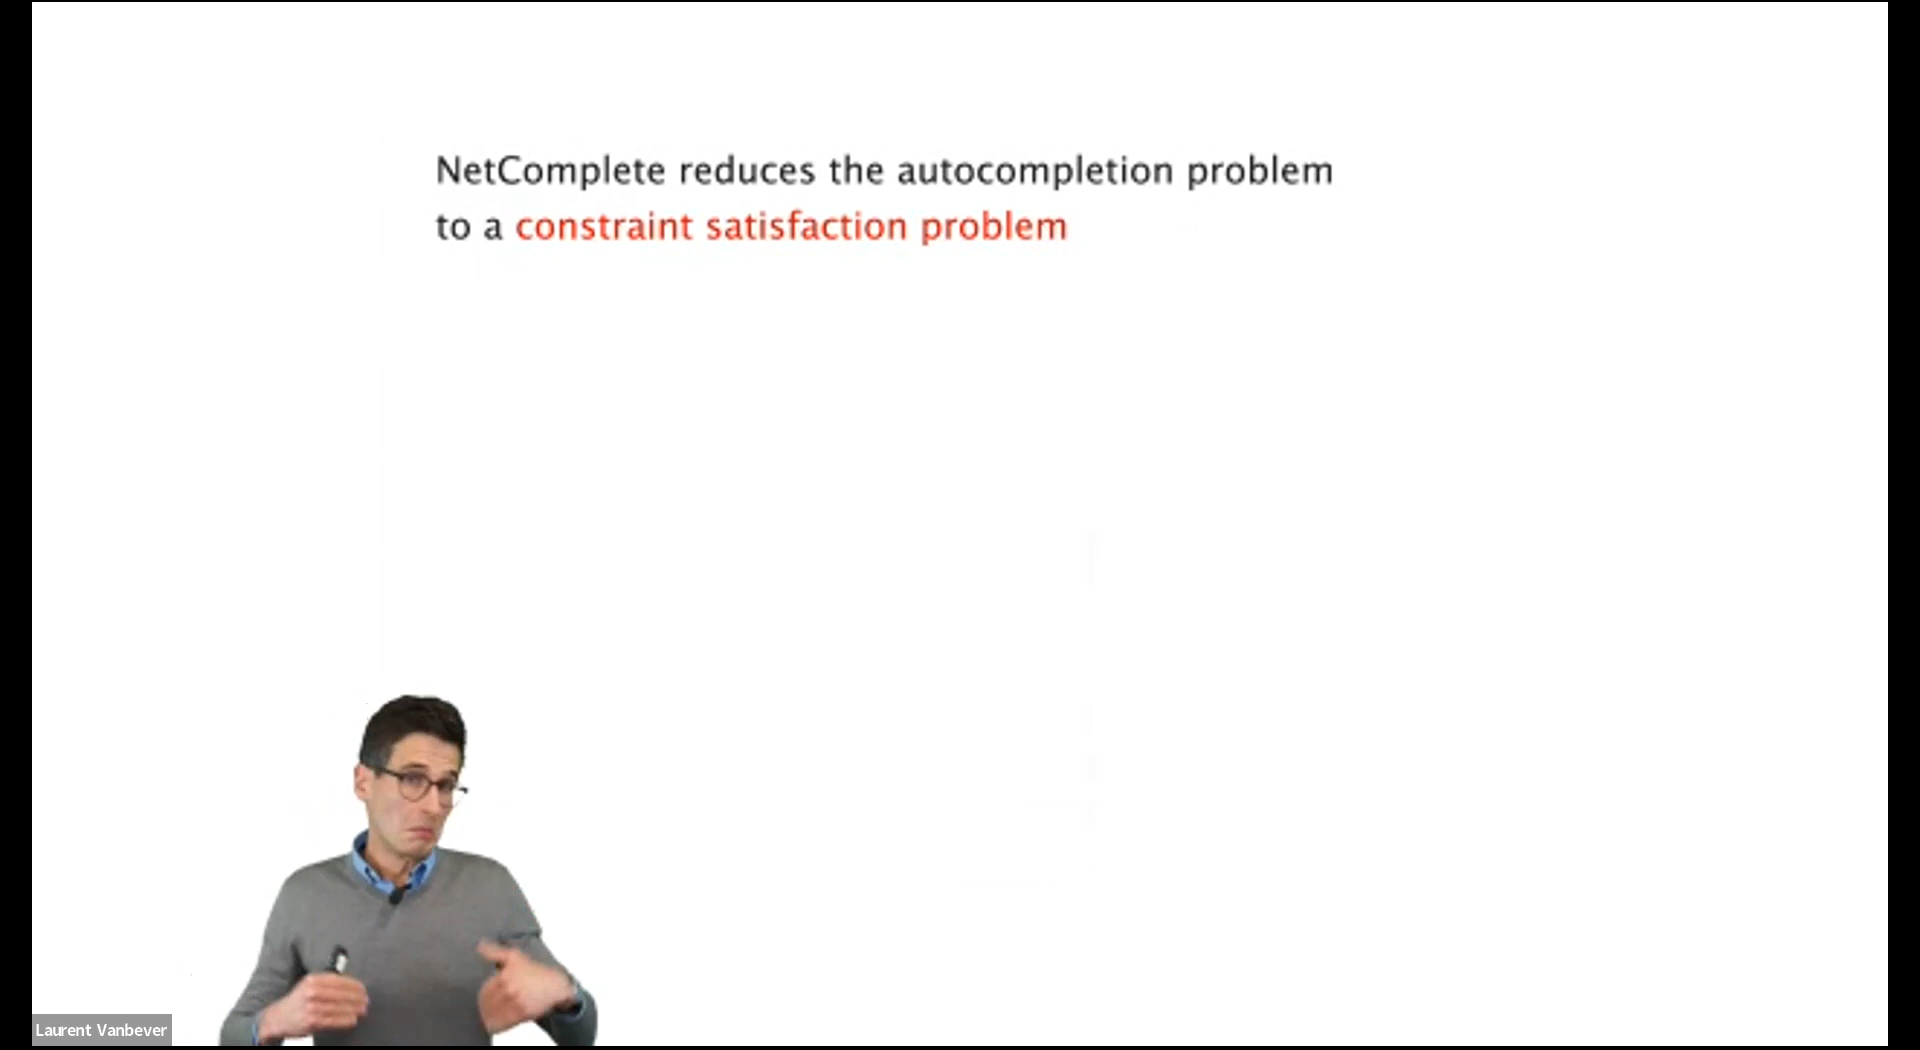 NetComplete reduces the autocompletion problem
to a constraint satisfaction problem
Laurent Vanbever